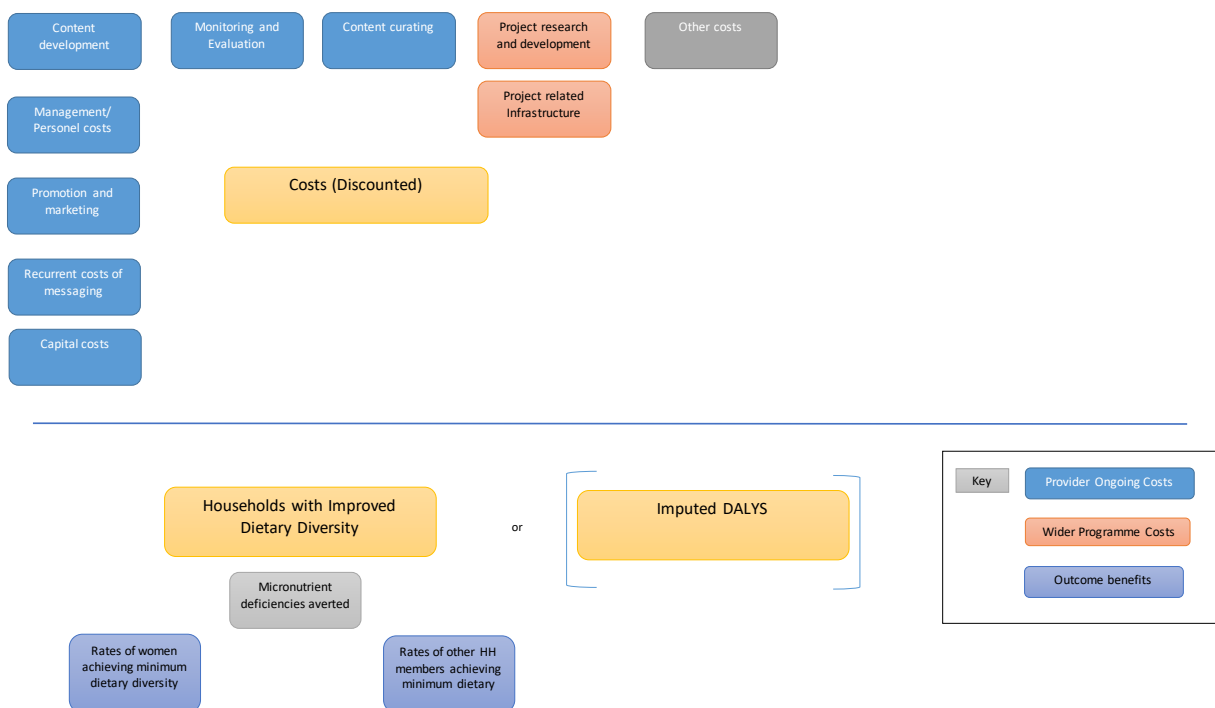 Content
development
Monitoring and
Evaluation
Content curating
Project research
and development
Other costs
Management/
Personel costs
Project related
Infrastructure
Promotion and
marketing
Costs (Discounted)
Recurrent costs of
messaging
Capital costs
Households with Improved
Dietary Diversity
or
Imputed DALYS
Key
Provider Ongoing Costs
Wider Programme Costs
Outcome benefits
Micronutrient
deficiencies averted
Rates of women
achieving minimum
dietary diversity
Rates of other HH
members achieving
minimum dietary